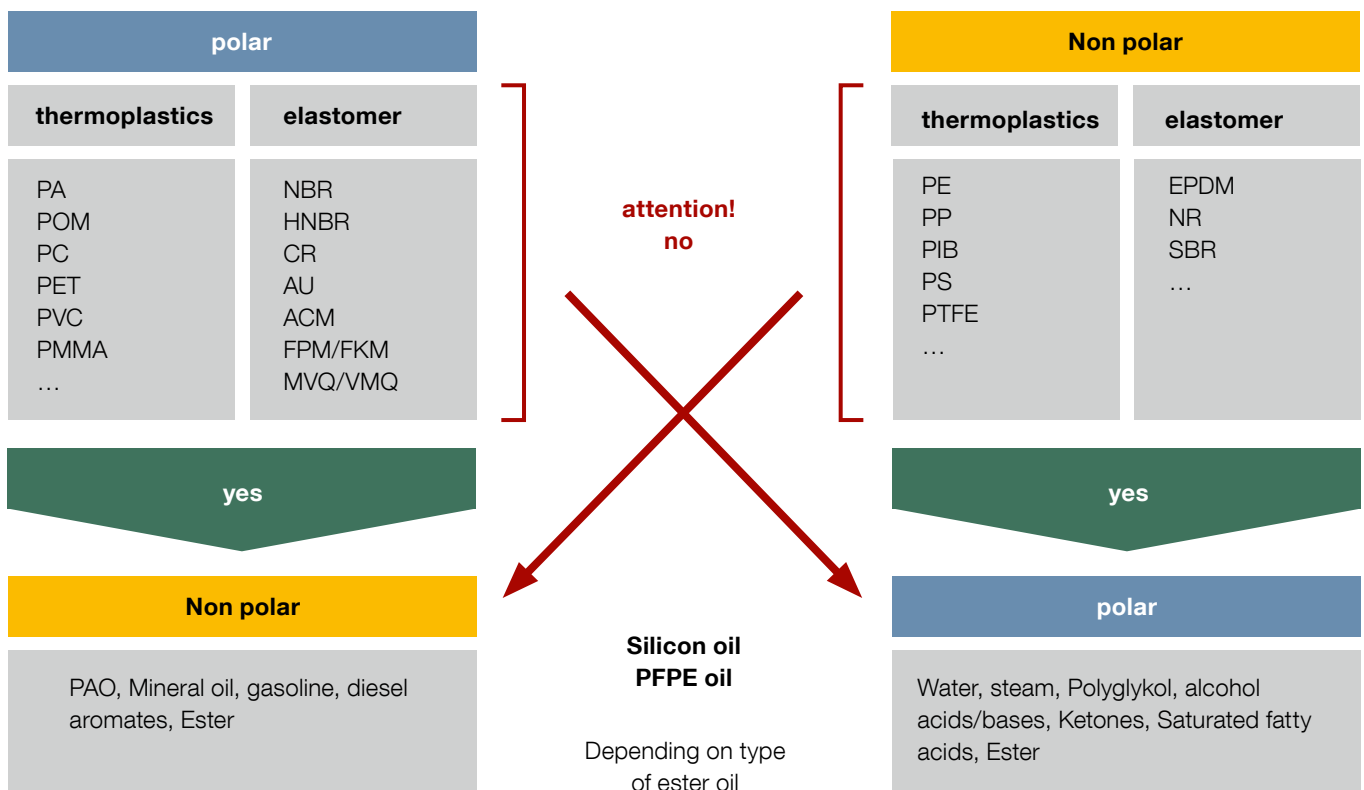 polar
thermoplastics
elastomer
PA
POM
PC
PET
PVC
PMMA
…
NBR
HNBR
CR
AU
ACM
FPM/FKM
MVQ/VMQ
attention!
no
Non polar
thermoplastics
elastomer
PE
PP
PIB
PS
PTFE
…
EPDM
NR
SBR
…
yes
yes
Non polar
PAO, Mineral oil, gasoline, diesel
aromates, Ester
Silicon oil
PFPE oil
Depending on type
of ester oil
polar
Water, steam, Polyglykol, alcohol
acids/bases, Ketones, Saturated fatty
acids, Ester